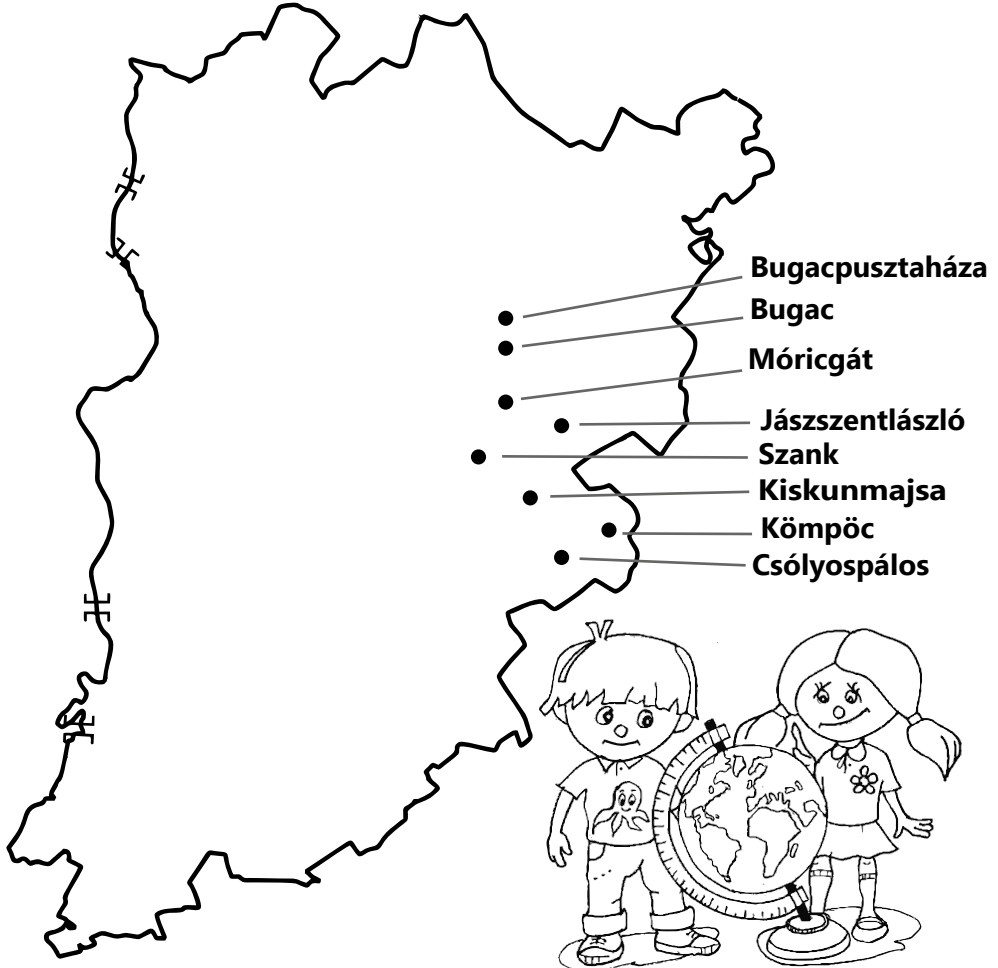 Bugacpusztaháza
Bugac
Móricgát
Jászszentlászló
Szank
Kiskunmajsa
Kömpöc
Csólyospálos